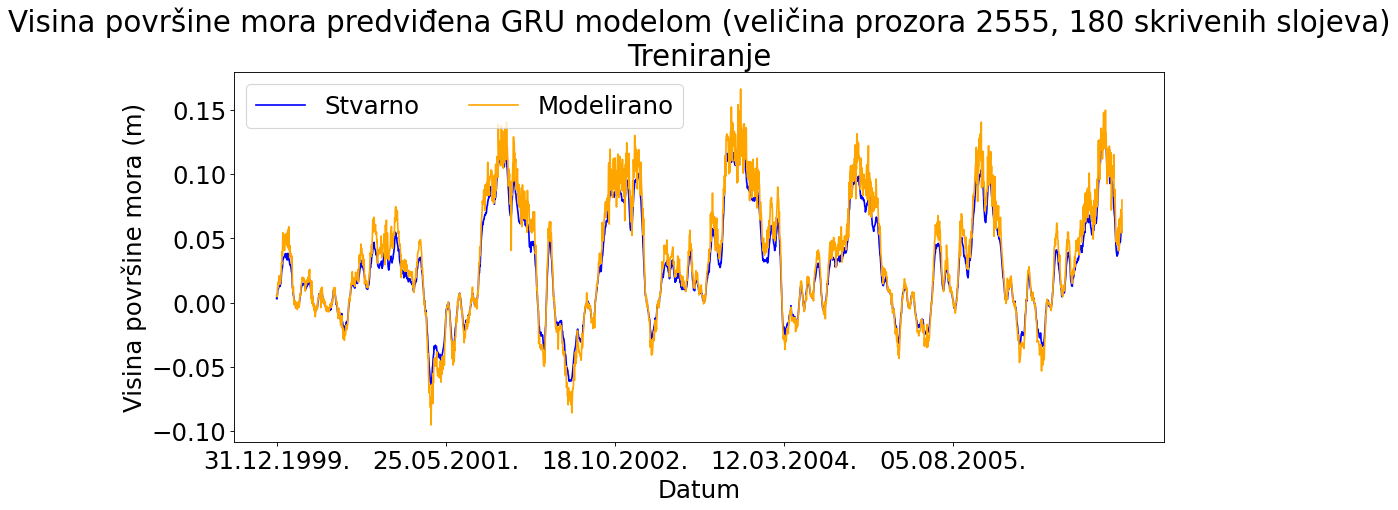 Visina površine mora predviđena GRU modelom (veličina prozora 2555, 180 skrivenih slojeva)
Treniranje
Stvarno
Modelirano
Visina površine mora (m)
0.15
0.10
0.05
0.00
−0.05
−0.10
31.12.1999. 25.05.2001. 18.10.2002. 12.03.2004. 05.08.2005.
Datum